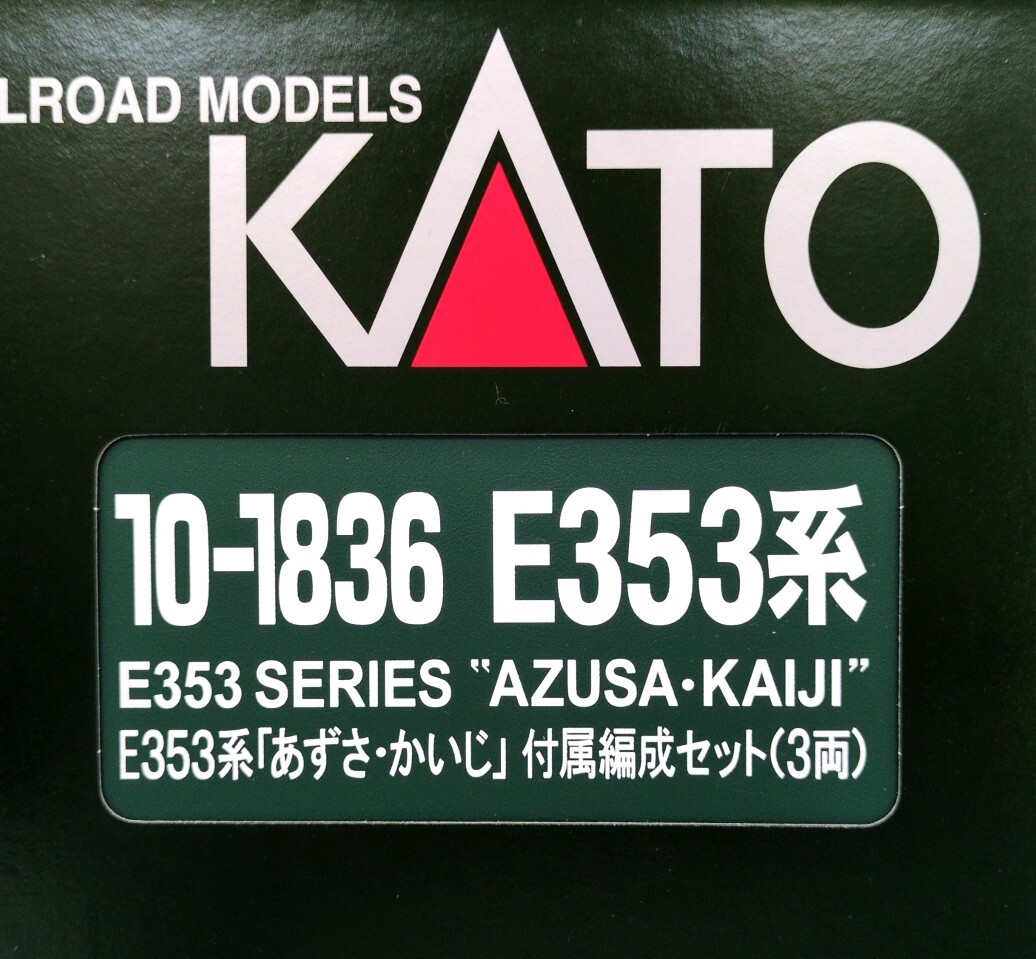 LROAD MODELS
KATO
10-1836 E353系
E353 SERIES “AZUSA・KAIJI”
E353系「あずさ・かいじ」付属編成セット(3両)